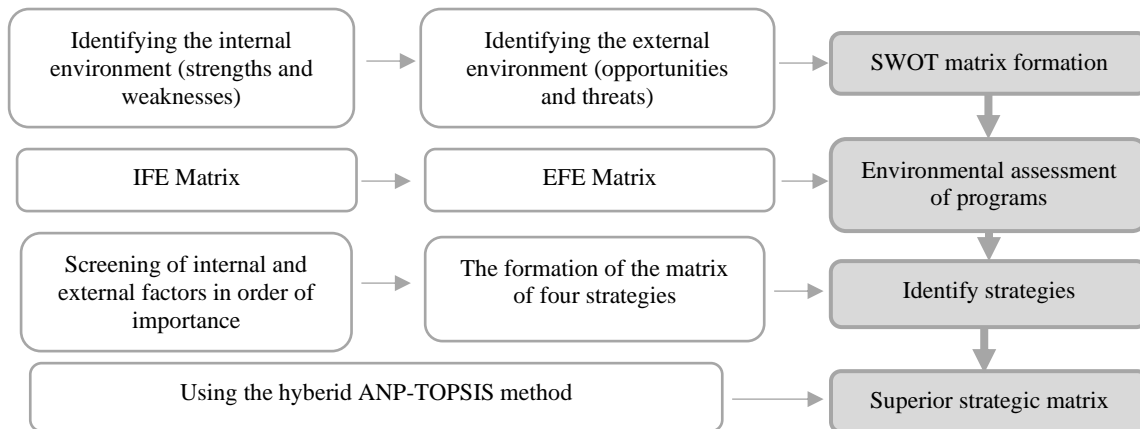 Identifying the internal
environment (strengths and
weaknesses)
Identifying the external
environment (opportunities
and threats)
SWOT matrix formation
IFE Matrix
EFE Matrix
Environmental assessment
of programs
Screening of internal and
external factors in order of
importance
The formation of the matrix
of four strategies
Identify strategies
Using the hyberid ANP-TOPSIS method
Superior strategic matrix